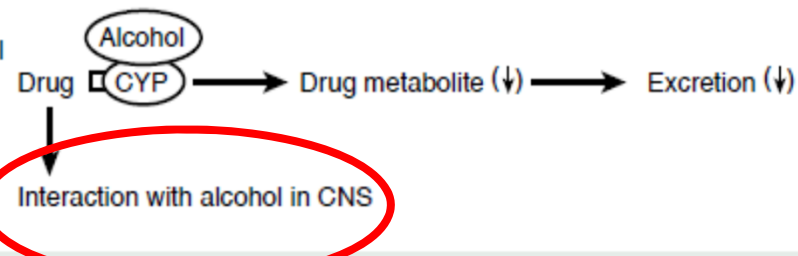 Alcohol
Drug CYP Drug metabolite (↓) Excretion (↓)
Interaction with alcohol in CNS